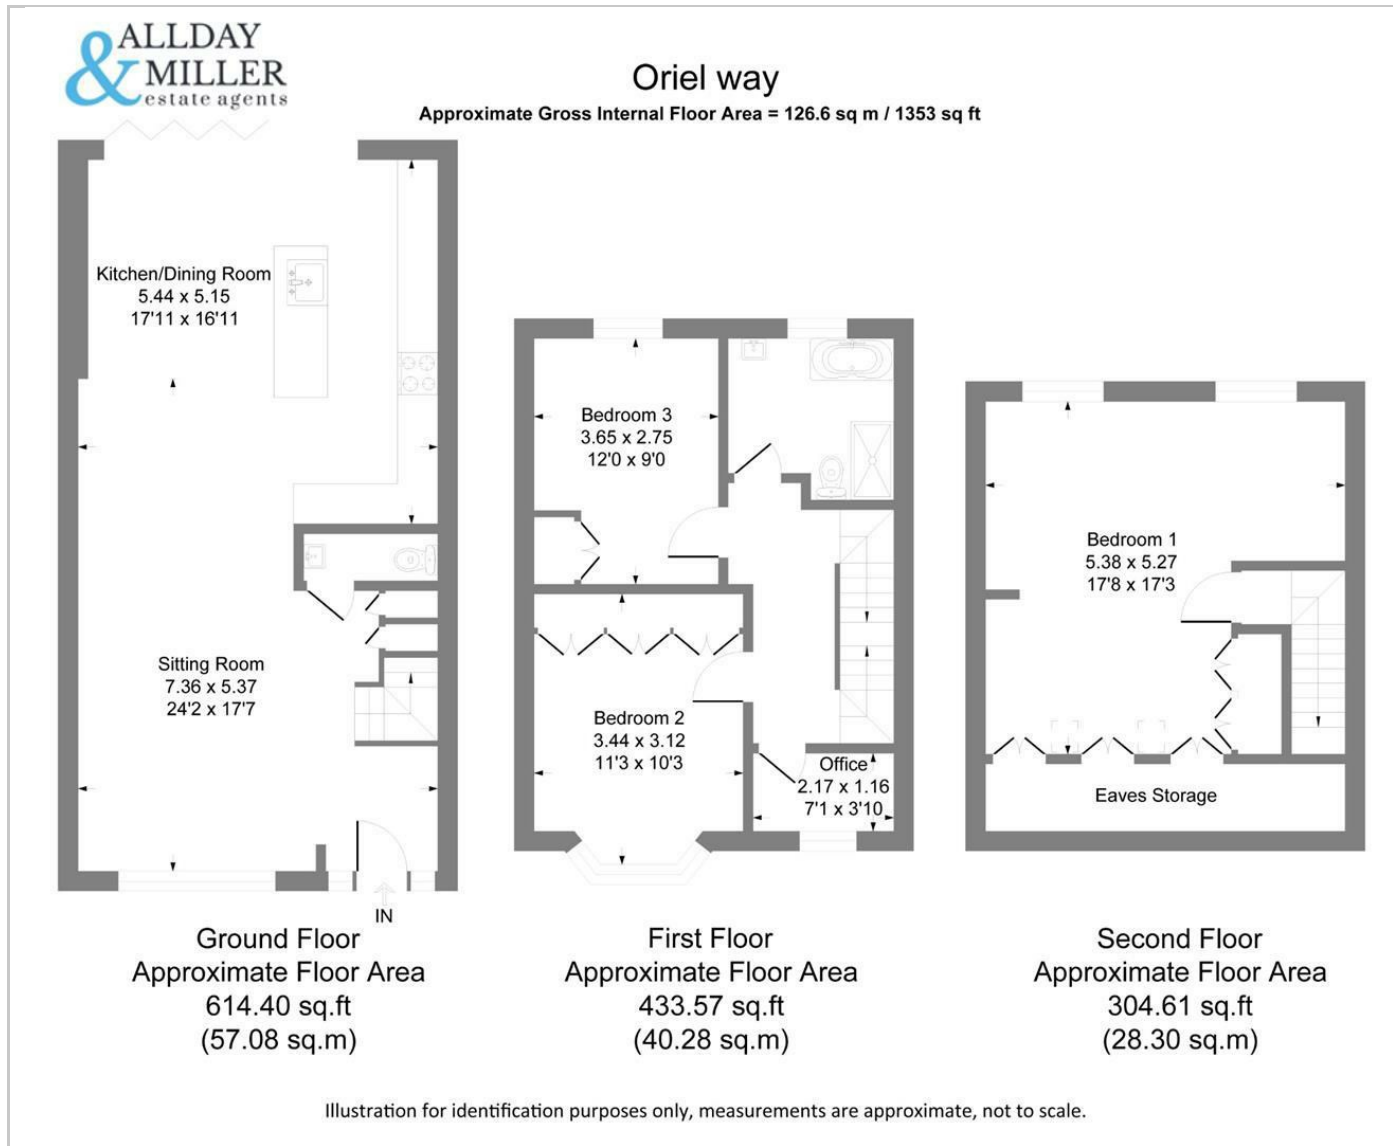 ALLDAY
& MILLER
estate agents
Oriel way
Approximate Gross Internal Floor Area = 126.6 sq m / 1353 sq ft
Kitchen/Dining Room
5.44 x 5.15
17'11 x 16'11
Sitting Room
7.36 x 5.37
24'2 x 17'7
IN
Ground Floor
Approximate Floor Area
614.40 sq.ft
(57.08 sq.m)
Bedroom 3
3.65 x 2.75
12'0 x 9'0
Bedroom 2
3.44 x 3.12
11'3 x 10'3
Office
2.17 x 1.16
7'1 x 3'10
First Floor
Approximate Floor Area
433.57 sq.ft
(40.28 sq.m)
Bedroom 1
5.38 x 5.27
17'8 x 17'3
Eaves Storage
Second Floor
Approximate Floor Area
304.61 sq.ft
(28.30 sq.m)
Illustration for identification purposes only, measurements are approximate, not to scale.